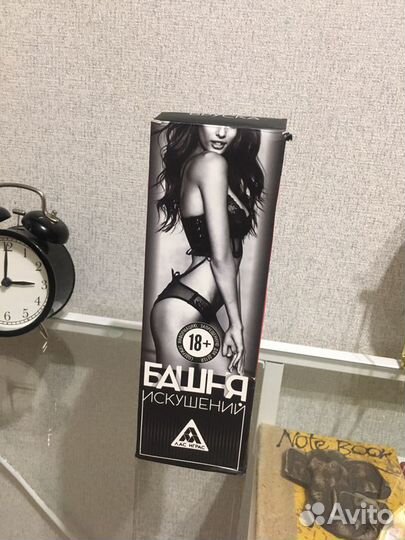 18+
БАШНЯ
ИСКУШЕНИЙ
ЛАС ИГРАС
Note Book
Avito